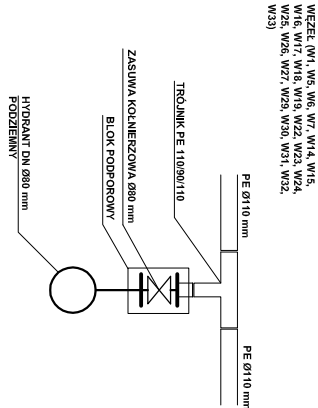 WĘZEŁ (W1, W5, W6, W7, W14, W15,
W16, W17, W18, W19, W22, W23, W24,
W25, W26, W27, W29, W30, W31, W32,
W33)
PE Ø110 mm
PE Ø110 mm
TRÓJNIK PE 110/90/110
ZASUWA KOŁNIERZOWA Ø80 mm
BLOK PODPOROWY
HYDRANT DN Ø80 mm
PODZIEMNY